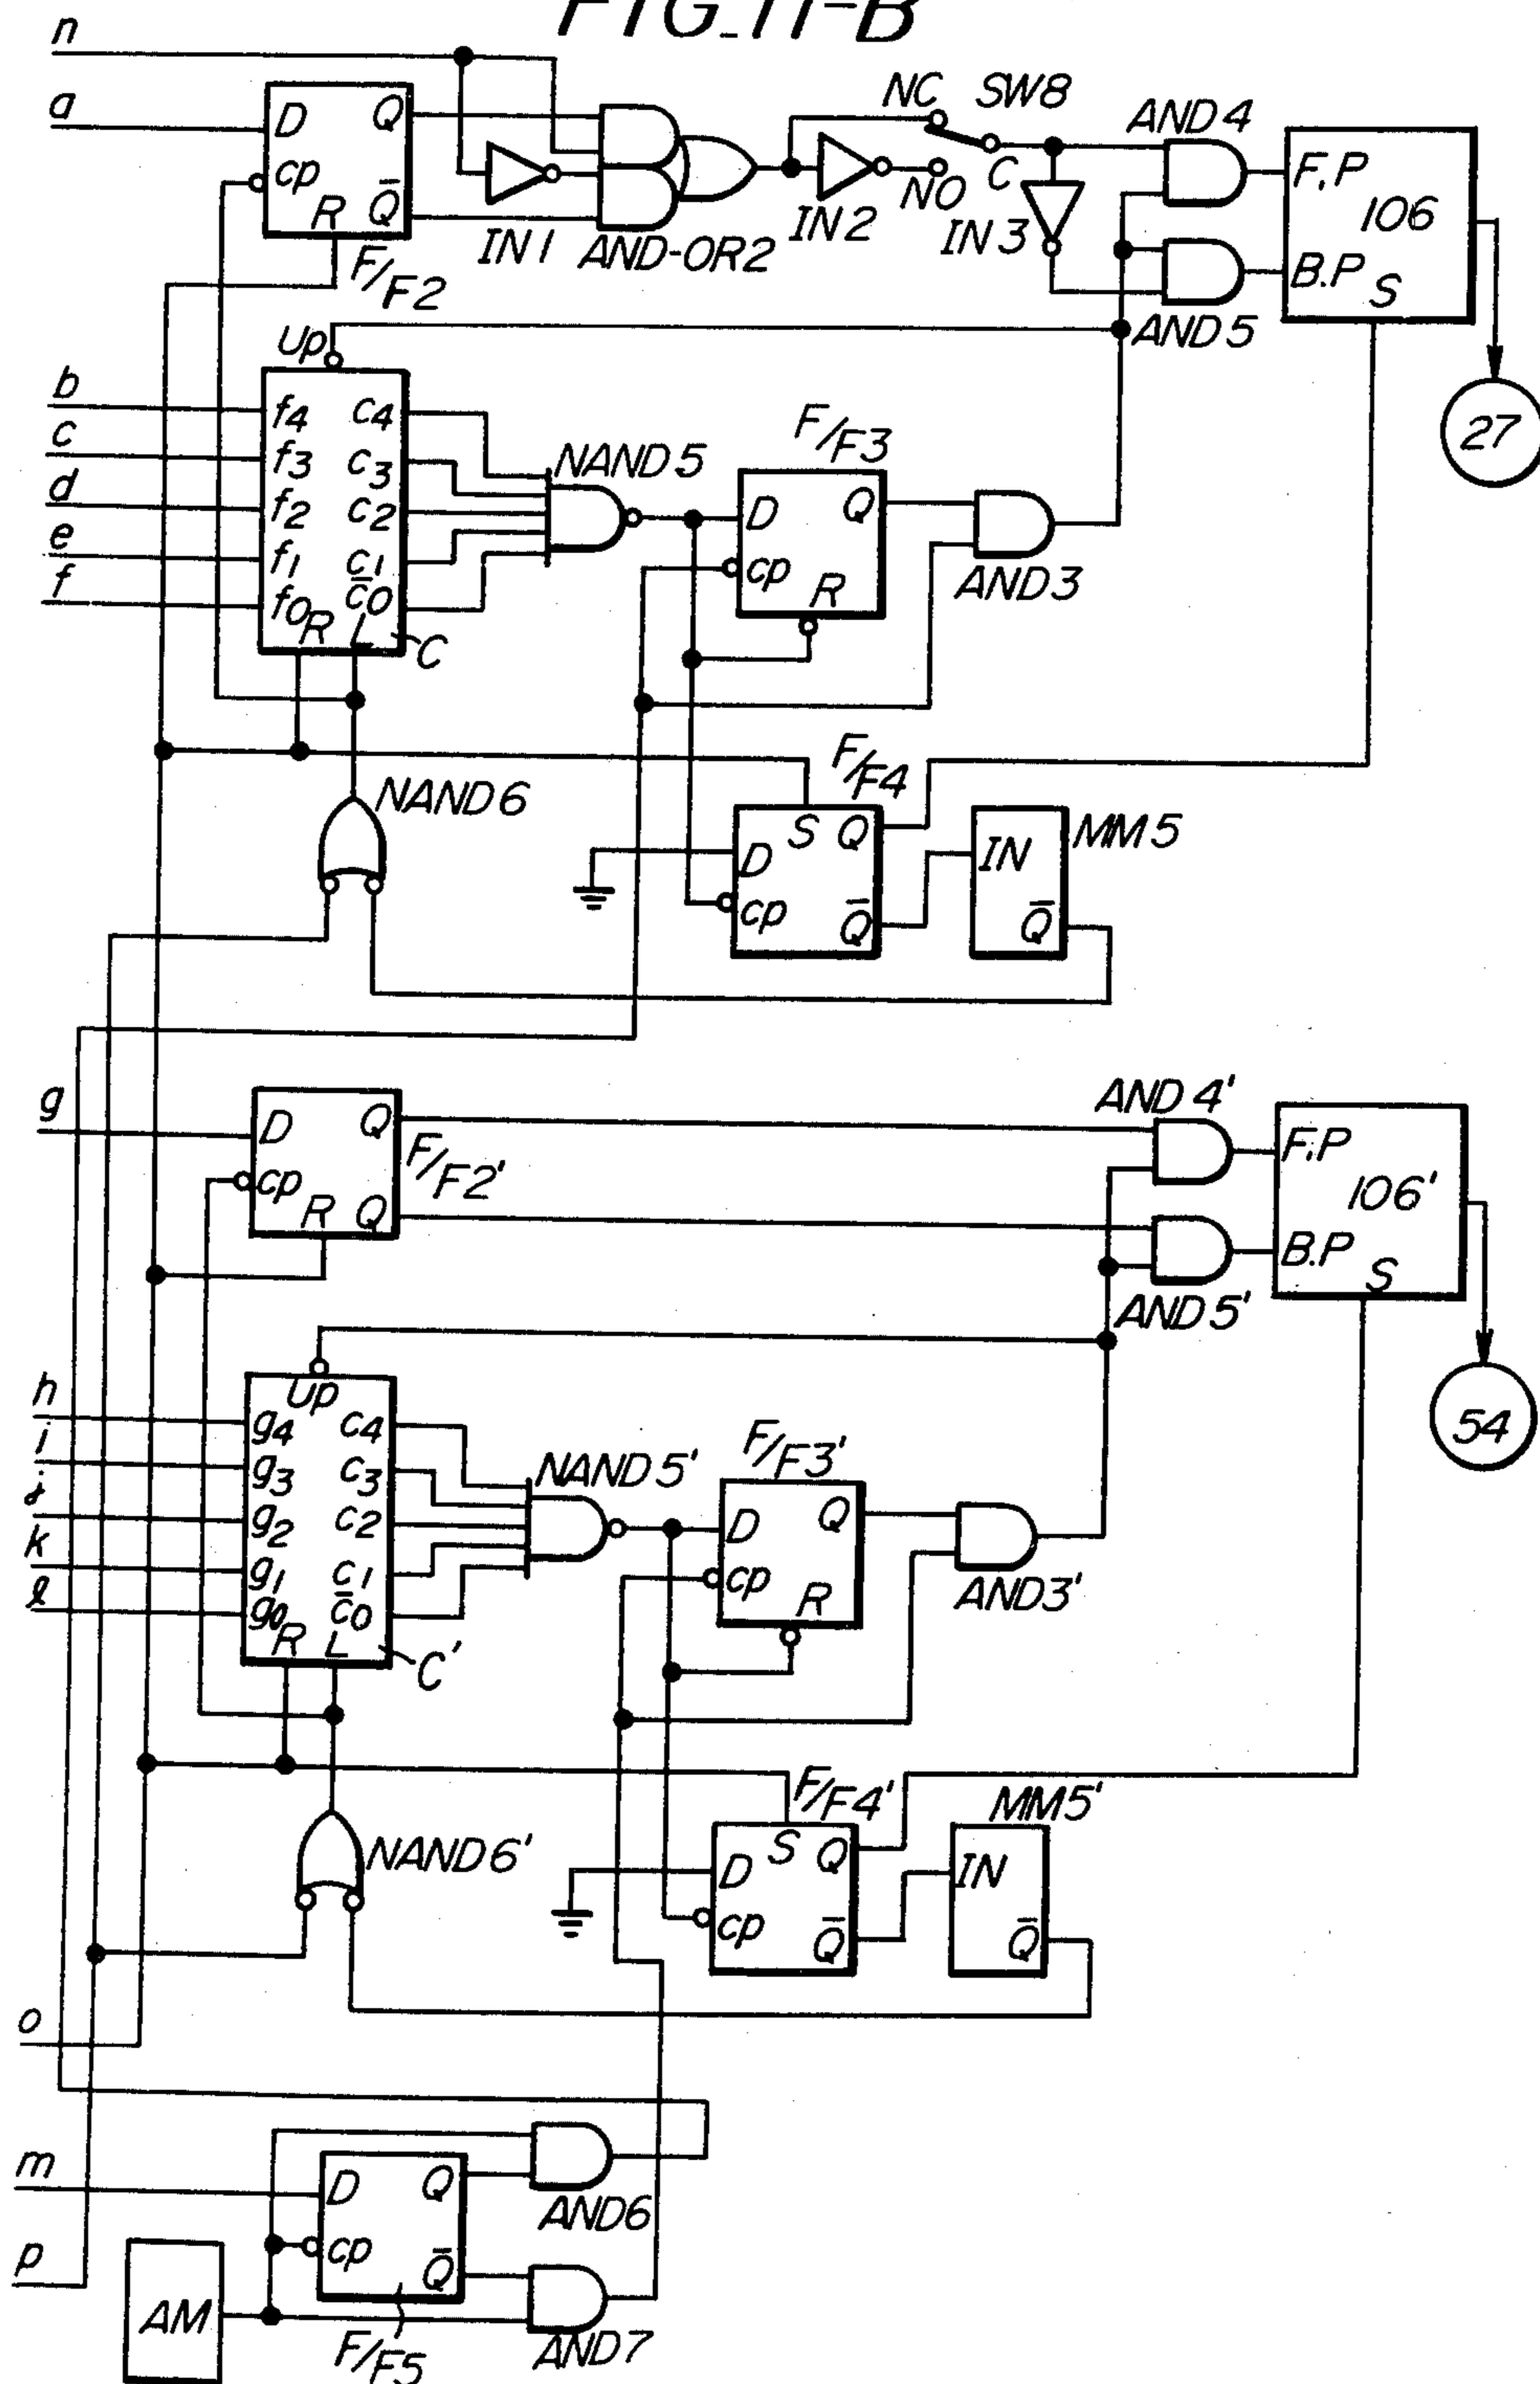 FIG. 11-B
n
a
D Q
cp
R Q̄
F/F2
IN1
AND-OR2
IN2
NC SW8
NO C
IN3
AND4
AND5
F.P
106
B.P
S
27
Up
b
c
d
e
f
f4 c4
f3 c3
f2 c2
f1 c1
f0 c̄0
R L
C
NAND5
F/F3
D Q
cp
R
AND3
NAND6
F/F4
S Q
D
cp
Q̄
MM5
IN
Q̄
g
D Q
cp
R Q
F/F2'
AND4'
AND5'
F.P
106'
B.P
S
54
Up
h
i
j
k
l
g4 c4
g3 c3
g2 c2
g1 c1
g0 c̄0
R L
C'
NAND5'
F/F3'
D Q
cp
R
AND3'
NAND6'
F/F4'
S Q
D
cp
Q̄
MM5'
IN
Q̄
o
m
p
D Q
cp
Q̄
F/F5
AM
AND6
AND7